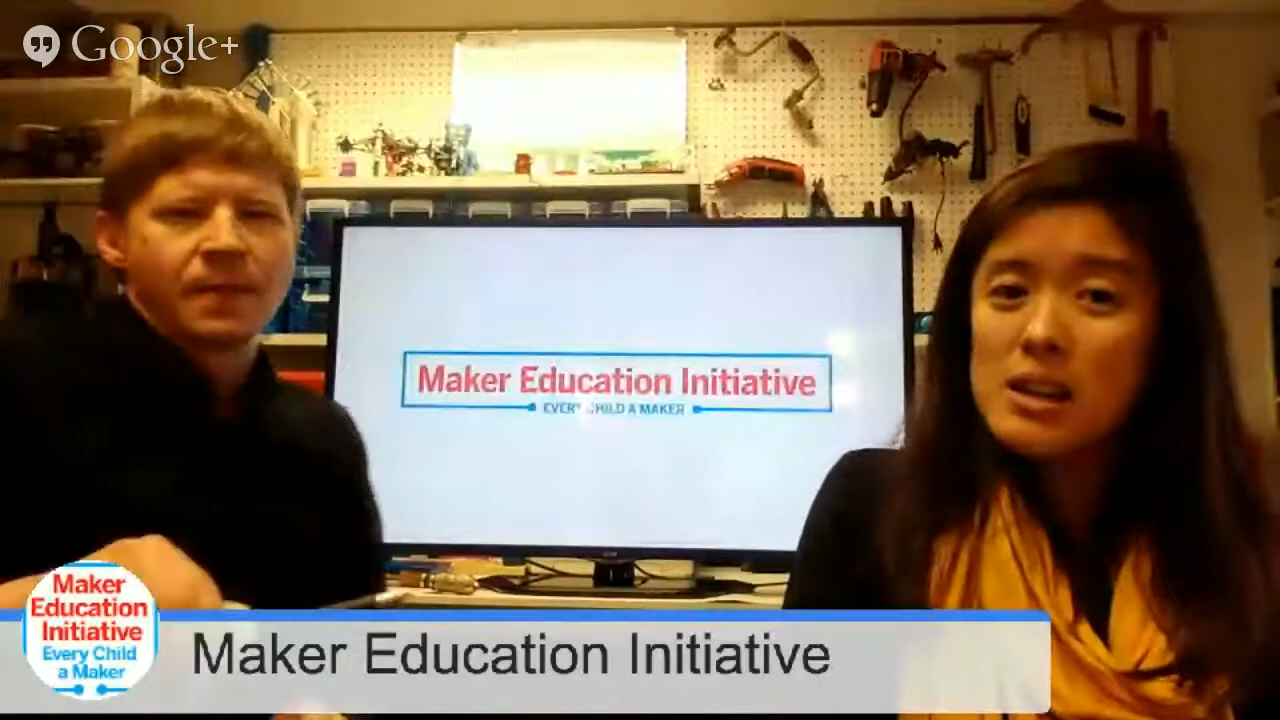 Google+
Maker Education Initiative
EVERY CHILD A MAKER
Maker
Education
Initiative
Every Child
a Maker
Maker Education Initiative